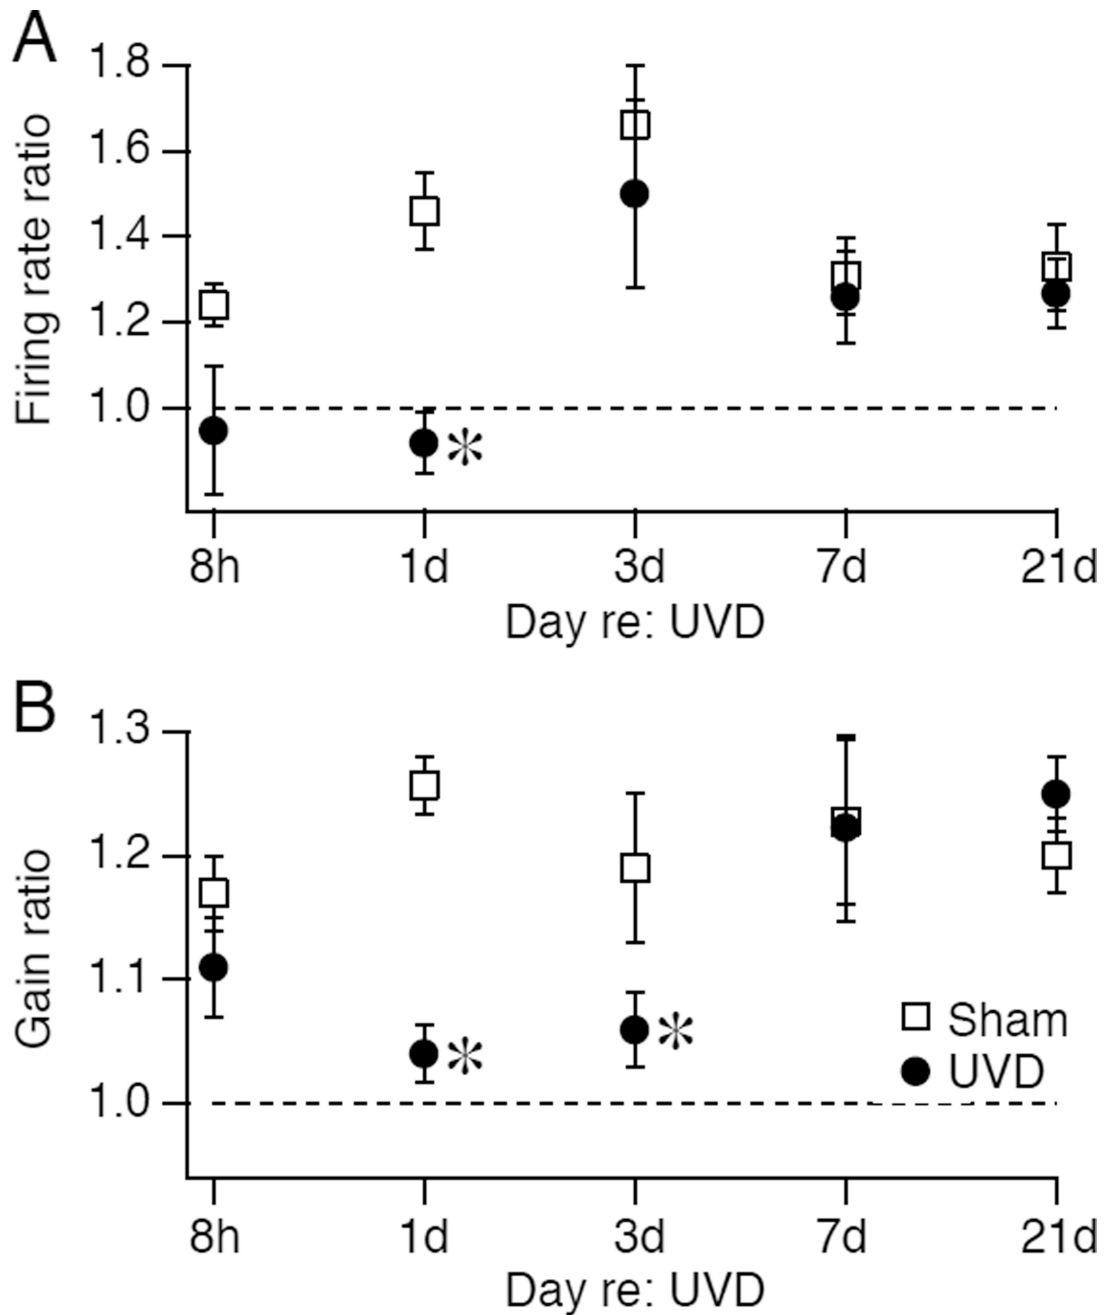 A
Firing rate ratio
1.8
1.6
1.4
1.2
1.0
*
8h 1d 3d 7d 21d
Day re: UVD
B
Gain ratio
1.3
1.2
1.1
1.0
* *
Sham
UVD
8h 1d 3d 7d 21d
Day re: UVD